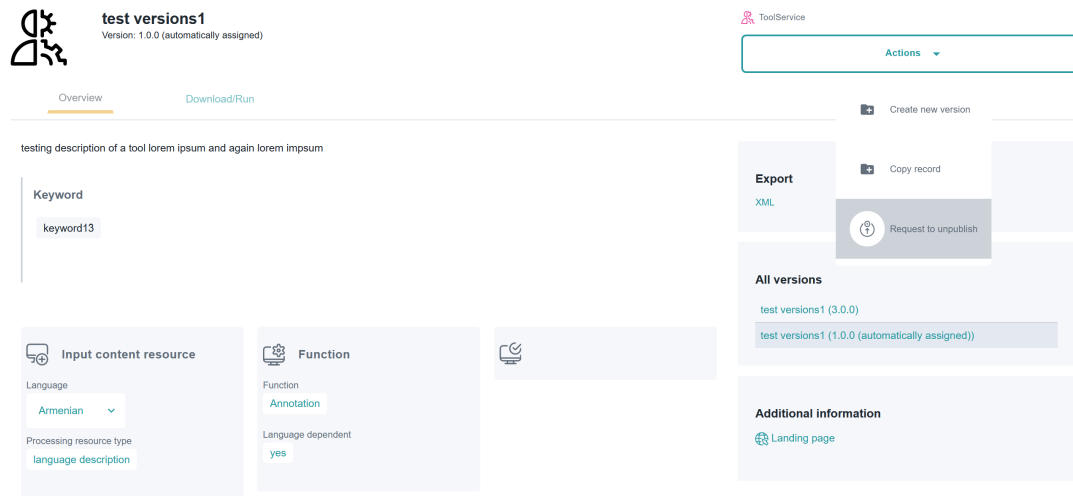 test versions1
Version: 1.0.0 (automatically assigned)
ToolService
Actions
Overview
Download/Run
Create new version
Copy record
Request to unpublish
testing description of a tool lorem ipsum and again lorem impsum
Keyword
keyword13
Export
XML
All versions
test versions1 (3.0.0)
test versions1 (1.0.0 (automatically assigned))
Input content resource
Language
Armenian
Processing resource type
language description
Function
Function
Annotation
Language dependent
yes
Additional information
Landing page